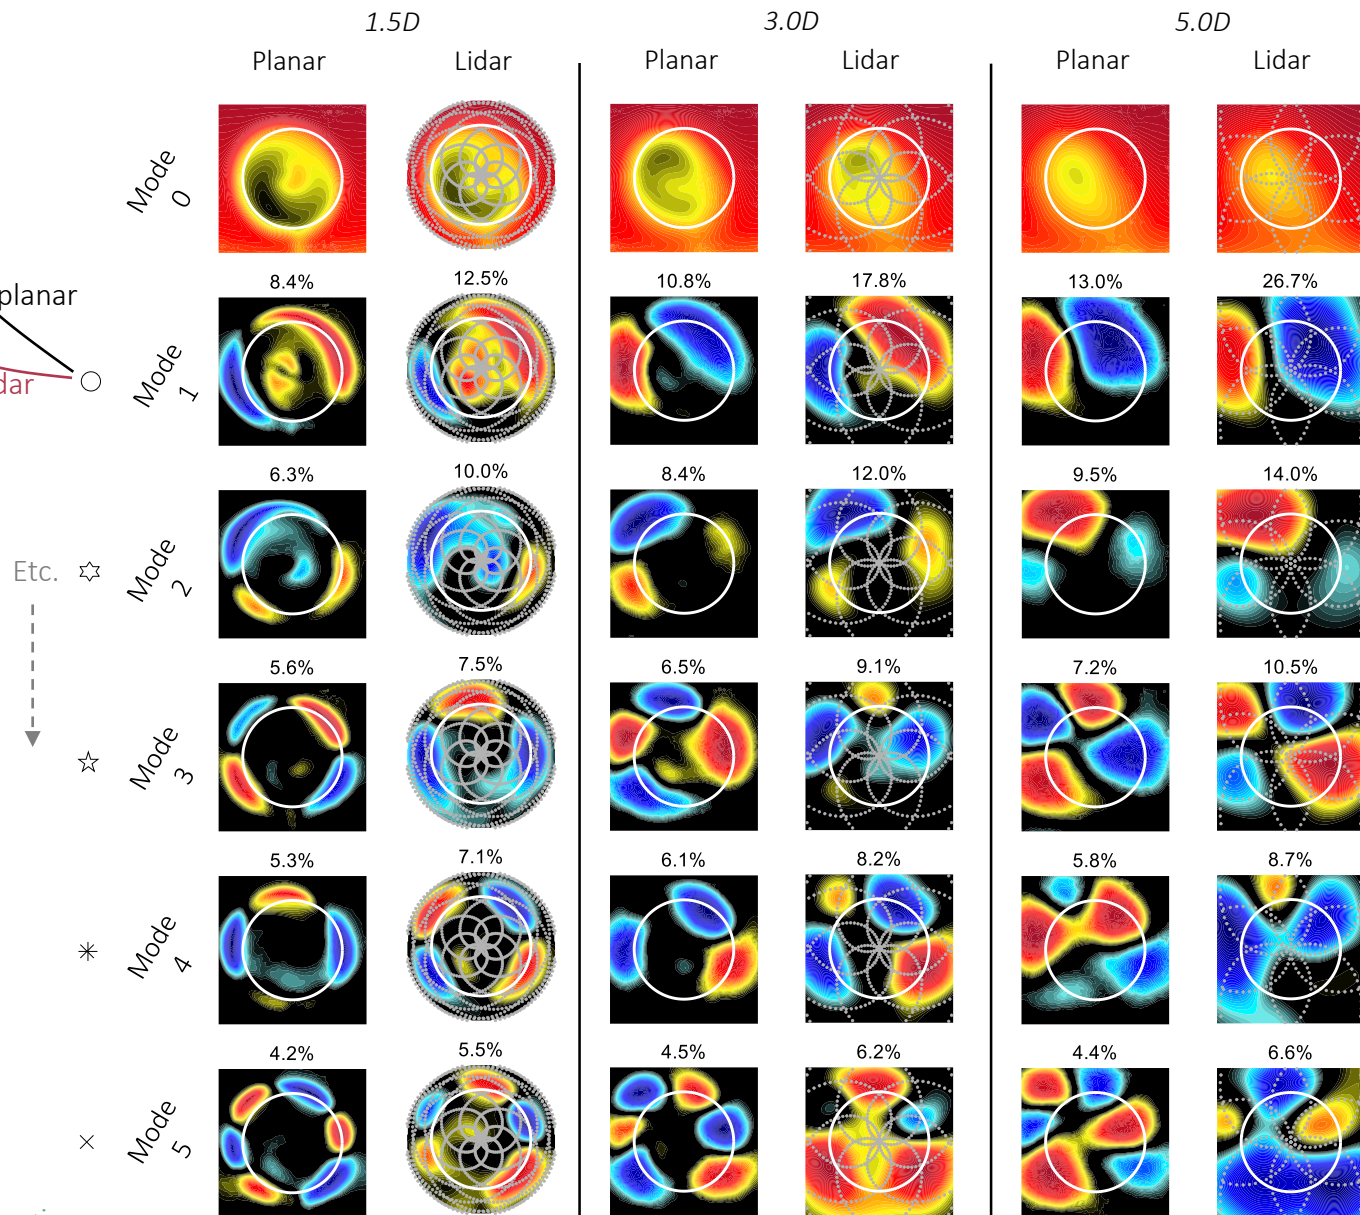 1.5D 3.0D 5.0D
Planar Lidar Planar Lidar Planar Lidar
Mode 0
8.4% 12.5% 10.8% 17.8% 13.0% 26.7%
planar
dar
Mode 1
6.3% 10.0% 8.4% 12.0% 9.5% 14.0%
Etc.
Mode 2
5.6% 7.5% 6.5% 9.1% 7.2% 10.5%
Mode 3
5.3% 7.1% 6.1% 8.2% 5.8% 8.7%
Mode 4
4.2% 5.5% 4.5% 6.2% 4.4% 6.6%
Mode 5